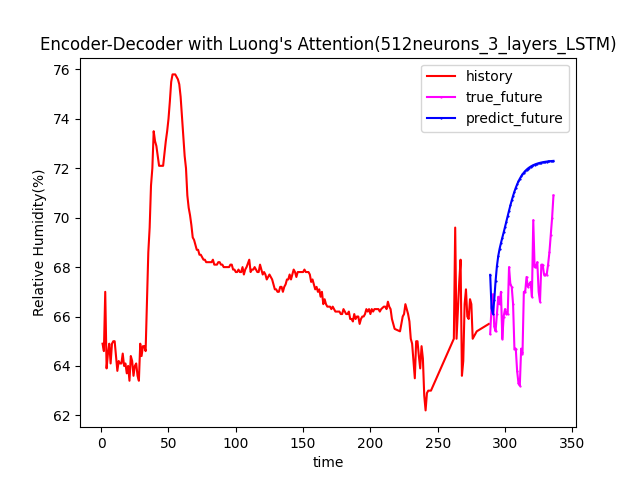 Encoder-Decoder with Luong's Attention(512neurons_3_layers_LSTM)
history
true_future
predict_future
Relative Humidity(%)
76
74
72
70
68
66
64
62
0 50 100 150 200 250 300 350
time